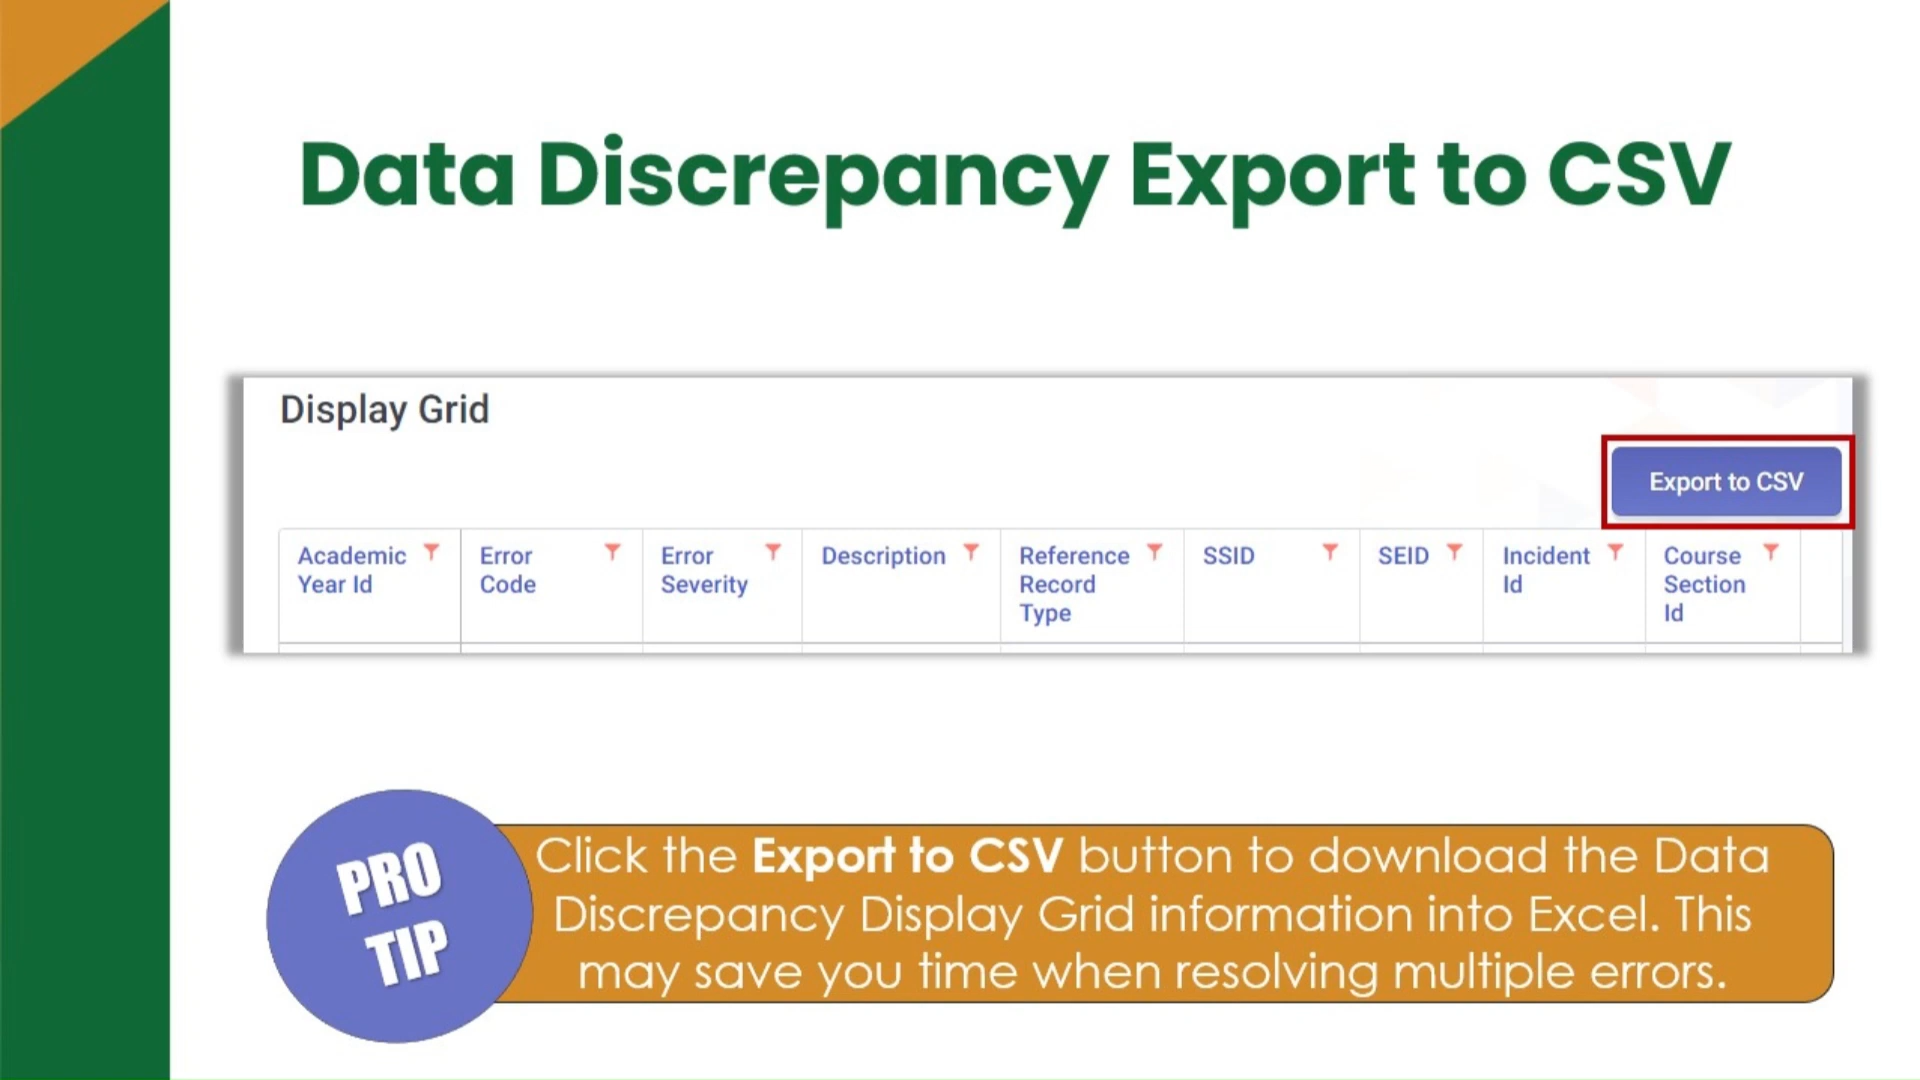 Data Discrepancy Export to CSV
Display Grid
Export to CSV
Academic Year Id
Error Code
Error Severity
Description
Reference Record Type
SSID
SEID
Incident Id
Course Section Id
PRO
TIP
Click the Export to CSV button to download the Data
Discrepancy Display Grid information into Excel. This
may save you time when resolving multiple errors.